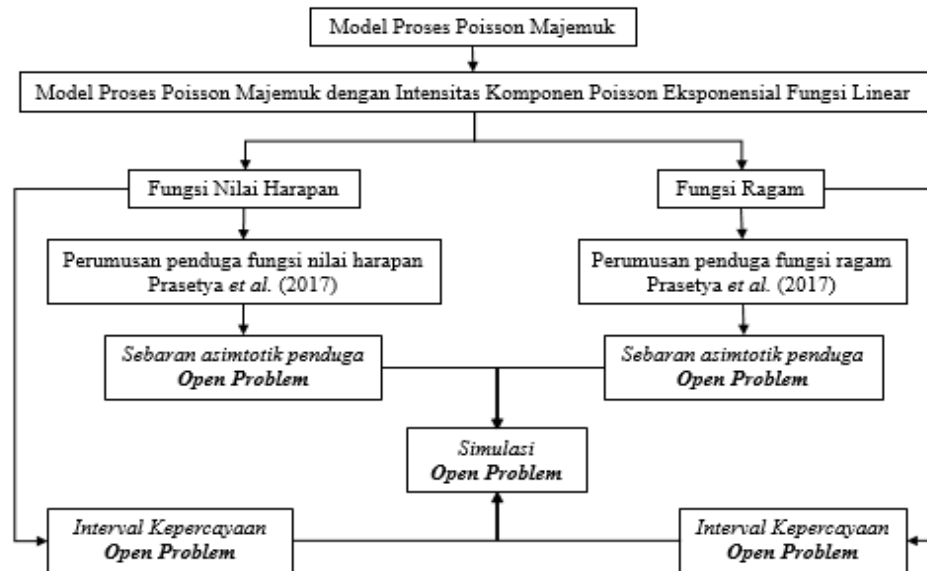 Model Proses Poisson Majemuk
Model Proses Poisson Majemuk dengan Intensitas Komponen Poisson Eksponensial Fungsi Linear
Fungsi Nilai Harapan
Fungsi Ragam
Perumusan penduga fungsi nilai harapan
Prasetya et al. (2017)
Perumusan penduga fungsi ragam
Prasetya et al. (2017)
Sebaran asimtotik penduga
Open Problem
Sebaran asimtotik penduga
Open Problem
Simulasi
Open Problem
Interval Kepercayaan
Open Problem
Interval Kepercayaan
Open Problem